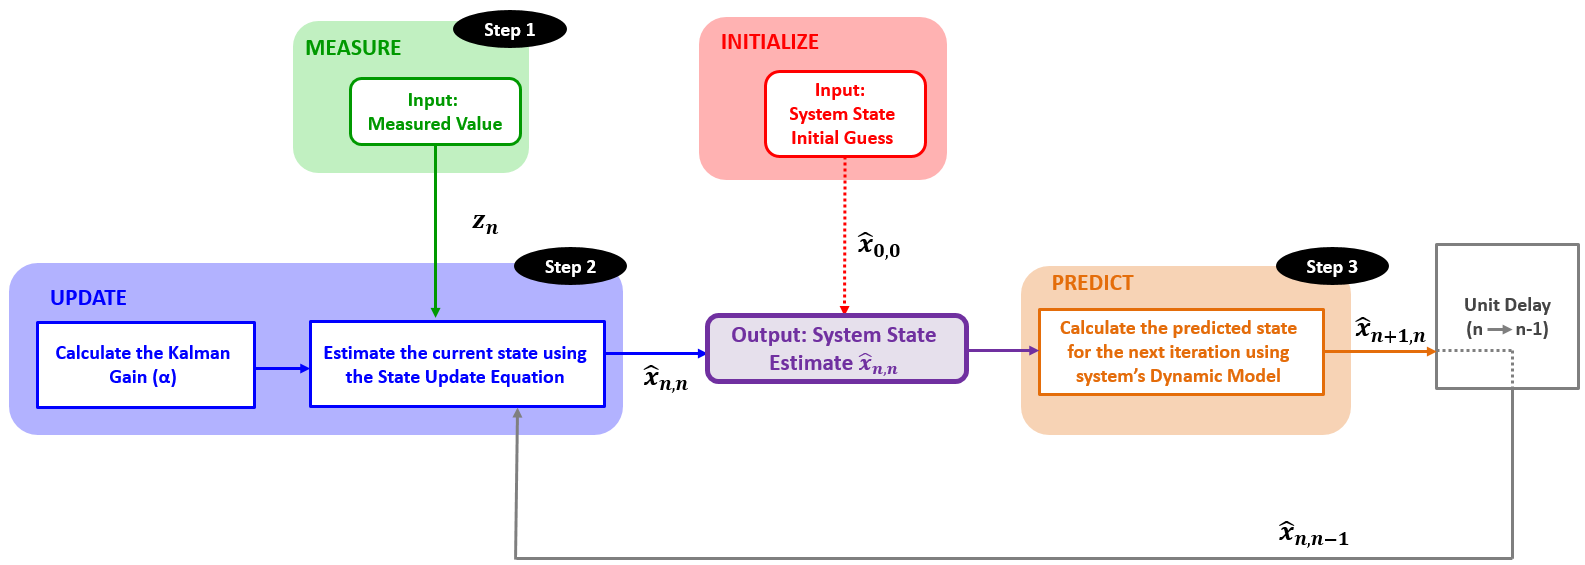 Step 1
MEASURE
Input:
Measured Value
INITIALIZE
Input:
System State
Initial Guess
zₙ
x̂₀,₀
Step 2
UPDATE
Calculate the Kalman
Gain (α)
Estimate the current state using
the State Update Equation
x̂ₙ,ₙ
Output: System State
Estimate x̂ₙ,ₙ
Step 3
PREDICT
Calculate the predicted state
for the next iteration using
system’s Dynamic Model
x̂ₙ₊₁,ₙ
Unit Delay
(n → n-1)
x̂ₙ,ₙ₋₁